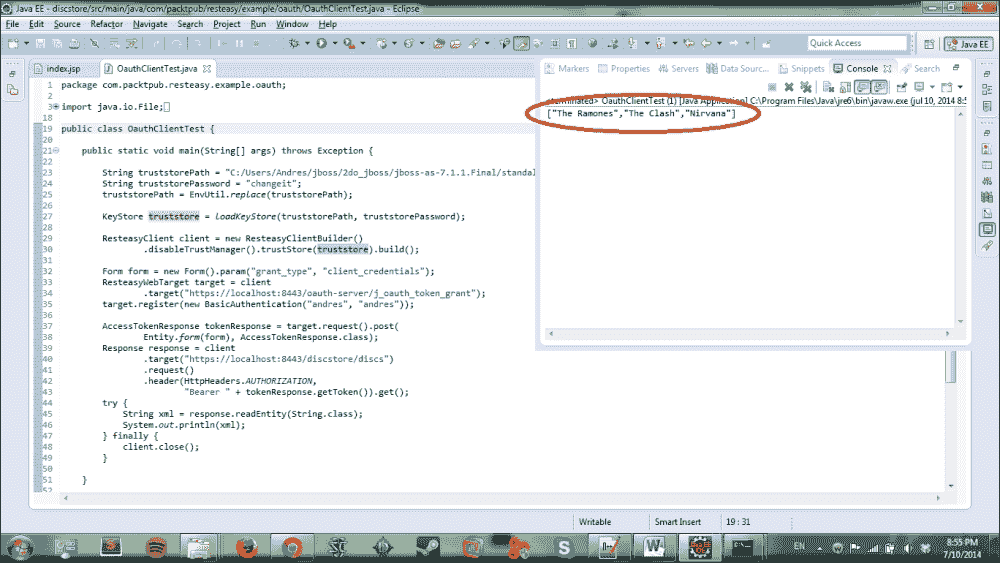 Java EE - discstore/src/main/java/com/packtpub/resteasy/example/oauth/OauthClientTest.java - Eclipse
File Edit Source Refactor Navigate Search Project Run Window Help
Quick Access
Java EE
index.jsp
OauthClientTest.java
Markers Properties Servers Data Sourc... Snippets Console Search
<terminated> OauthClientTest (1) [Java Application] C:\Program Files\Java\jre6\bin\javaw.exe (jul 10, 2014 8:5
["The Ramones","The Clash","Nirvana"]
1 package com.packtpub.resteasy.example.oauth;
2
3 import java.io.File;
18
19 public class OauthClientTest {
20
21 public static void main(String[] args) throws Exception {
22
23 String truststorePath = "C:/Users/Andres/jboss/2do_jboss/jboss-as-7.1.1.Final/standal
24 String truststorePassword = "changeit";
25 truststorePath = EnvUtil.replace(truststorePath);
26
27 KeyStore truststore = loadKeyStore(truststorePath, truststorePassword);
28
29 ResteasyClient client = new ResteasyClientBuilder()
30 .disableTrustManager().trustStore(truststore).build();
31
32 Form form = new Form().param("grant_type", "client_credentials");
33 ResteasyWebTarget target = client
34 .target("https://localhost:8443/oauth-server/j_oauth_token_grant");
35 target.register(new BasicAuthentication("andres", "andres"));
36
37 AccessTokenResponse tokenResponse = target.request().post(
38 Entity.form(form), AccessTokenResponse.class);
39 Response response = client
40 .target("https://localhost:8443/discstore/discs")
41 .request()
42 .header(HttpHeaders.AUTHORIZATION,
43 "Bearer " + tokenResponse.getToken()).get();
44 try {
45 String xml = response.readEntity(String.class);
46 System.out.println(xml);
47 } finally {
48 client.close();
49 }
50
51 }
52
Writable Smart Insert 19 : 31
EN
8:55 PM
7/10/2014